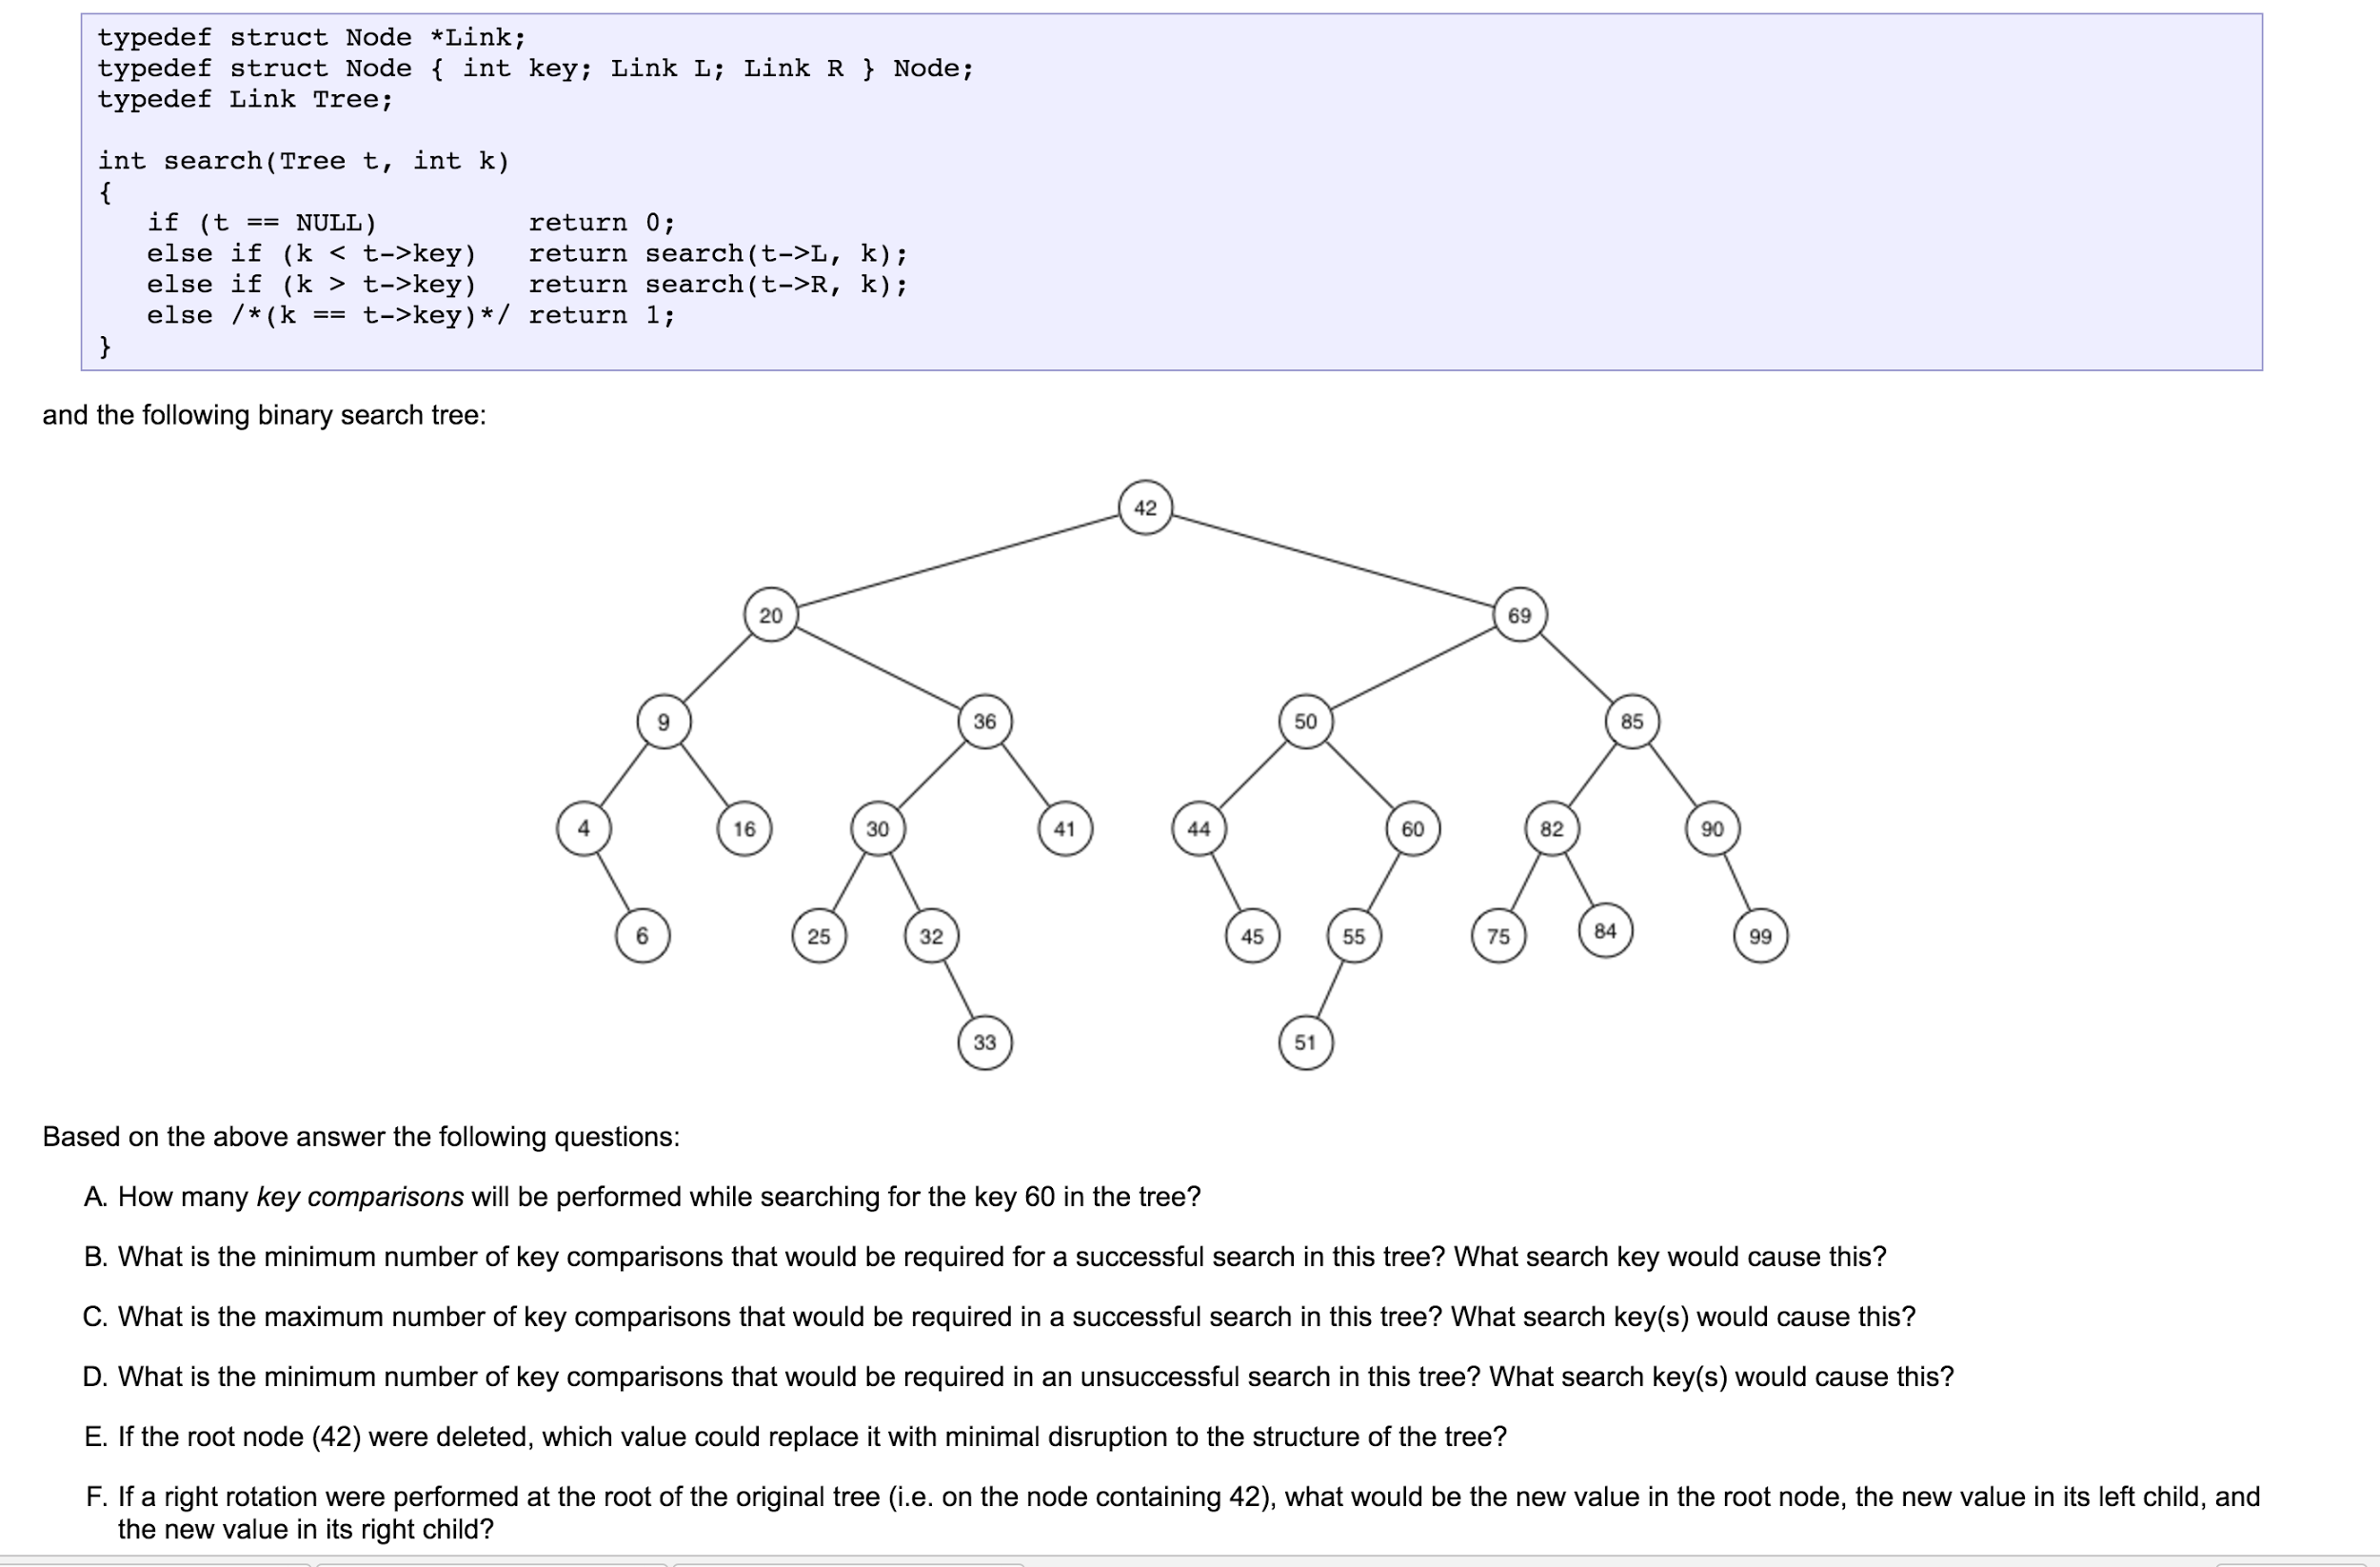 typedef struct Node *Link;
typedef struct Node { int key; Link L; Link R } Node;
typedef Link Tree;
int search(Tree t, int k)
{
   if (t == NULL)         return 0;
   else if (k < t->key)   return search(t->L, k);
   else if (k > t->key)   return search(t->R, k);
   else /*(k == t->key)*/ return 1;
}
and the following binary search tree:
42
20 69
9 36 50 85
4 16 30 41 44 60 82 90
6 25 32 45 55 75 84 99
33 51
Based on the above answer the following questions:
A. How many key comparisons will be performed while searching for the key 60 in the tree?
B. What is the minimum number of key comparisons that would be required for a successful search in this tree? What search key would cause this?
C. What is the maximum number of key comparisons that would be required in a successful search in this tree? What search key(s) would cause this?
D. What is the minimum number of key comparisons that would be required in an unsuccessful search in this tree? What search key(s) would cause this?
E. If the root node (42) were deleted, which value could replace it with minimal disruption to the structure of the tree?
F. If a right rotation were performed at the root of the original tree (i.e. on the node containing 42), what would be the new value in the root node, the new value in its left child, and
the new value in its right child?